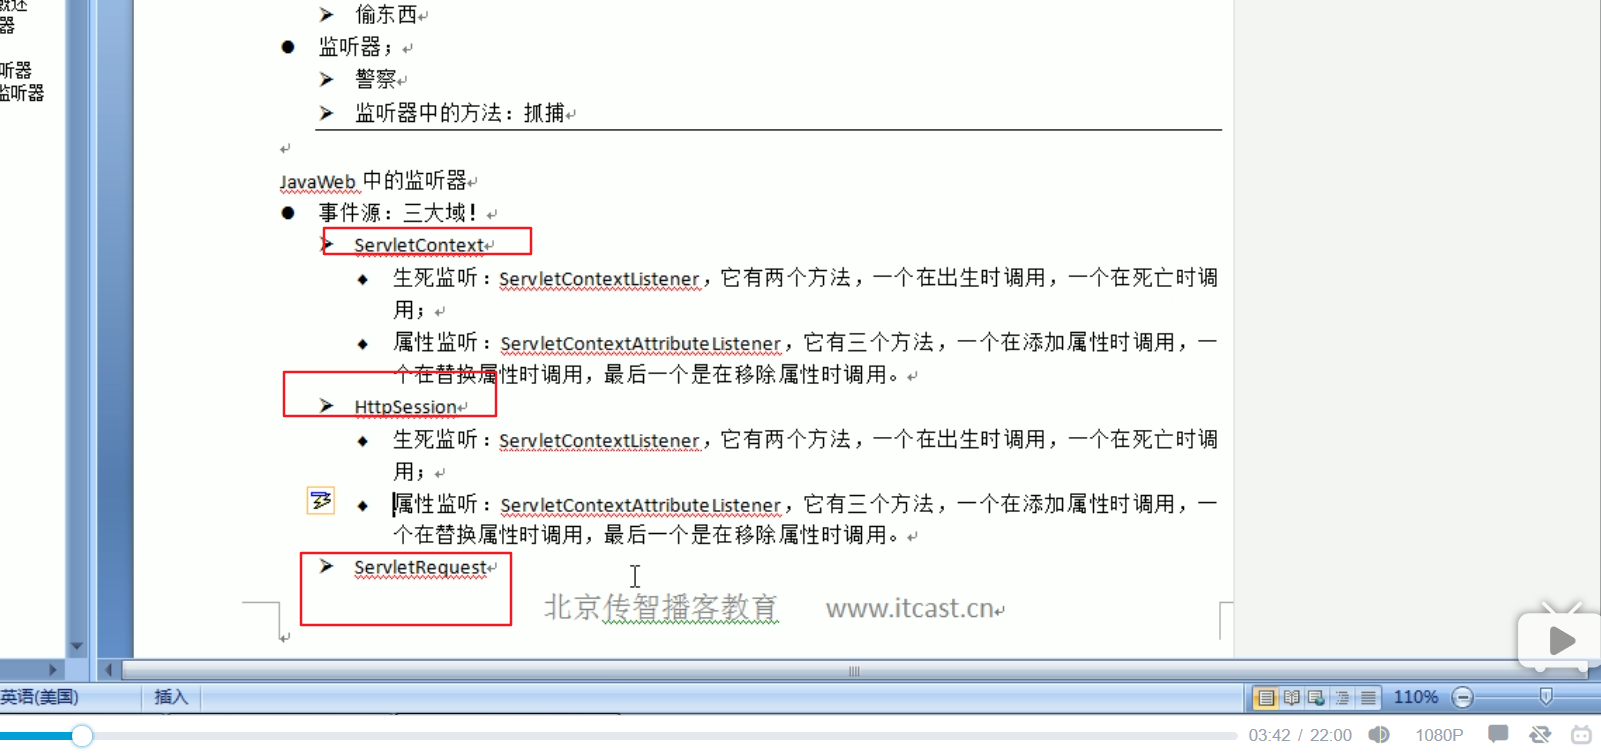 器
听器
监听器
偷东西
监听器；
警察
监听器中的方法：抓捕
JavaWeb 中的监听器
事件源：三大域！
ServletContext
生死监听：ServletContextListener，它有两个方法，一个在出生时调用，一个在死亡时调
用；
属性监听：ServletContextAttributeListener，它有三个方法，一个在添加属性时调用，一
个在替换属性时调用，最后一个是在移除属性时调用。
HttpSession
生死监听：ServletContextListener，它有两个方法，一个在出生时调用，一个在死亡时调
用；
属性监听：ServletContextAttributeListener，它有三个方法，一个在添加属性时调用，一
个在替换属性时调用，最后一个是在移除属性时调用。
ServletRequest
北京传智播客教育 www.itcast.cn
英语(美国) 插入 110%
03:42 / 22:00 1080P